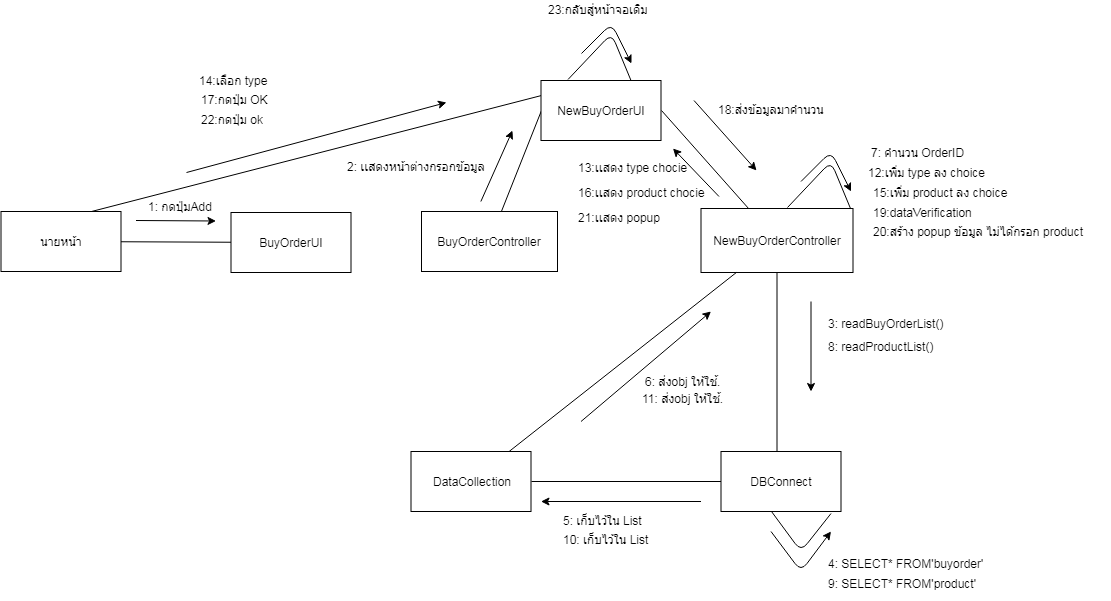 23:กลับสู่หน้าจอเดิม
14:เลือก type
17:กดปุ่ม OK
22:กดปุ่ม ok
NewBuyOrderUI
18:ส่งข้อมูลมาคำนวน
2: แสดงหน้าต่างกรอกข้อมูล
13:แสดง type chocie
16:แสดง product chocie
21:แสดง popup
7: คำนวน OrderID
12:เพิ่ม type ลง choice
15:เพิ่ม product ลง choice
19:dataVerification
20:สร้าง popup ข้อมูล ไม่ได้กรอก product
1: กดปุ่มAdd
นายหน้า
BuyOrderUI
BuyOrderController
NewBuyOrderController
3: readBuyOrderList()
8: readProductList()
6: ส่งobj ให้ใช้.
11: ส่งobj ให้ใช้.
DataCollection
DBConnect
5: เก็บไว้ใน List
10: เก็บไว้ใน List
4: SELECT* FROM'buyorder'
9: SELECT* FROM'product'